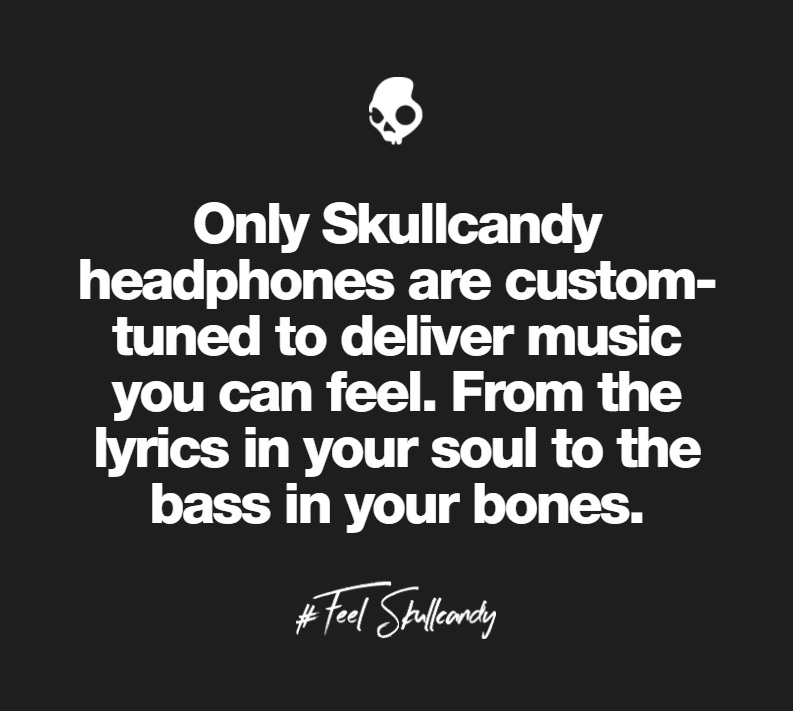 Only Skullcandy
headphones are custom-
tuned to deliver music
you can feel. From the
lyrics in your soul to the
bass in your bones.
#Feel Skullcandy